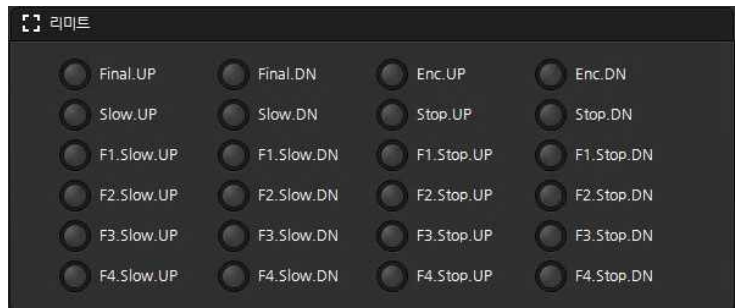 리미트
Final.UP Final.DN Enc.UP Enc.DN
Slow.UP Slow.DN Stop.UP Stop.DN
F1.Slow.UP F1.Slow.DN F1.Stop.UP F1.Stop.DN
F2.Slow.UP F2.Slow.DN F2.Stop.UP F2.Stop.DN
F3.Slow.UP F3.Slow.DN F3.Stop.UP F3.Stop.DN
F4.Slow.UP F4.Slow.DN F4.Stop.UP F4.Stop.DN